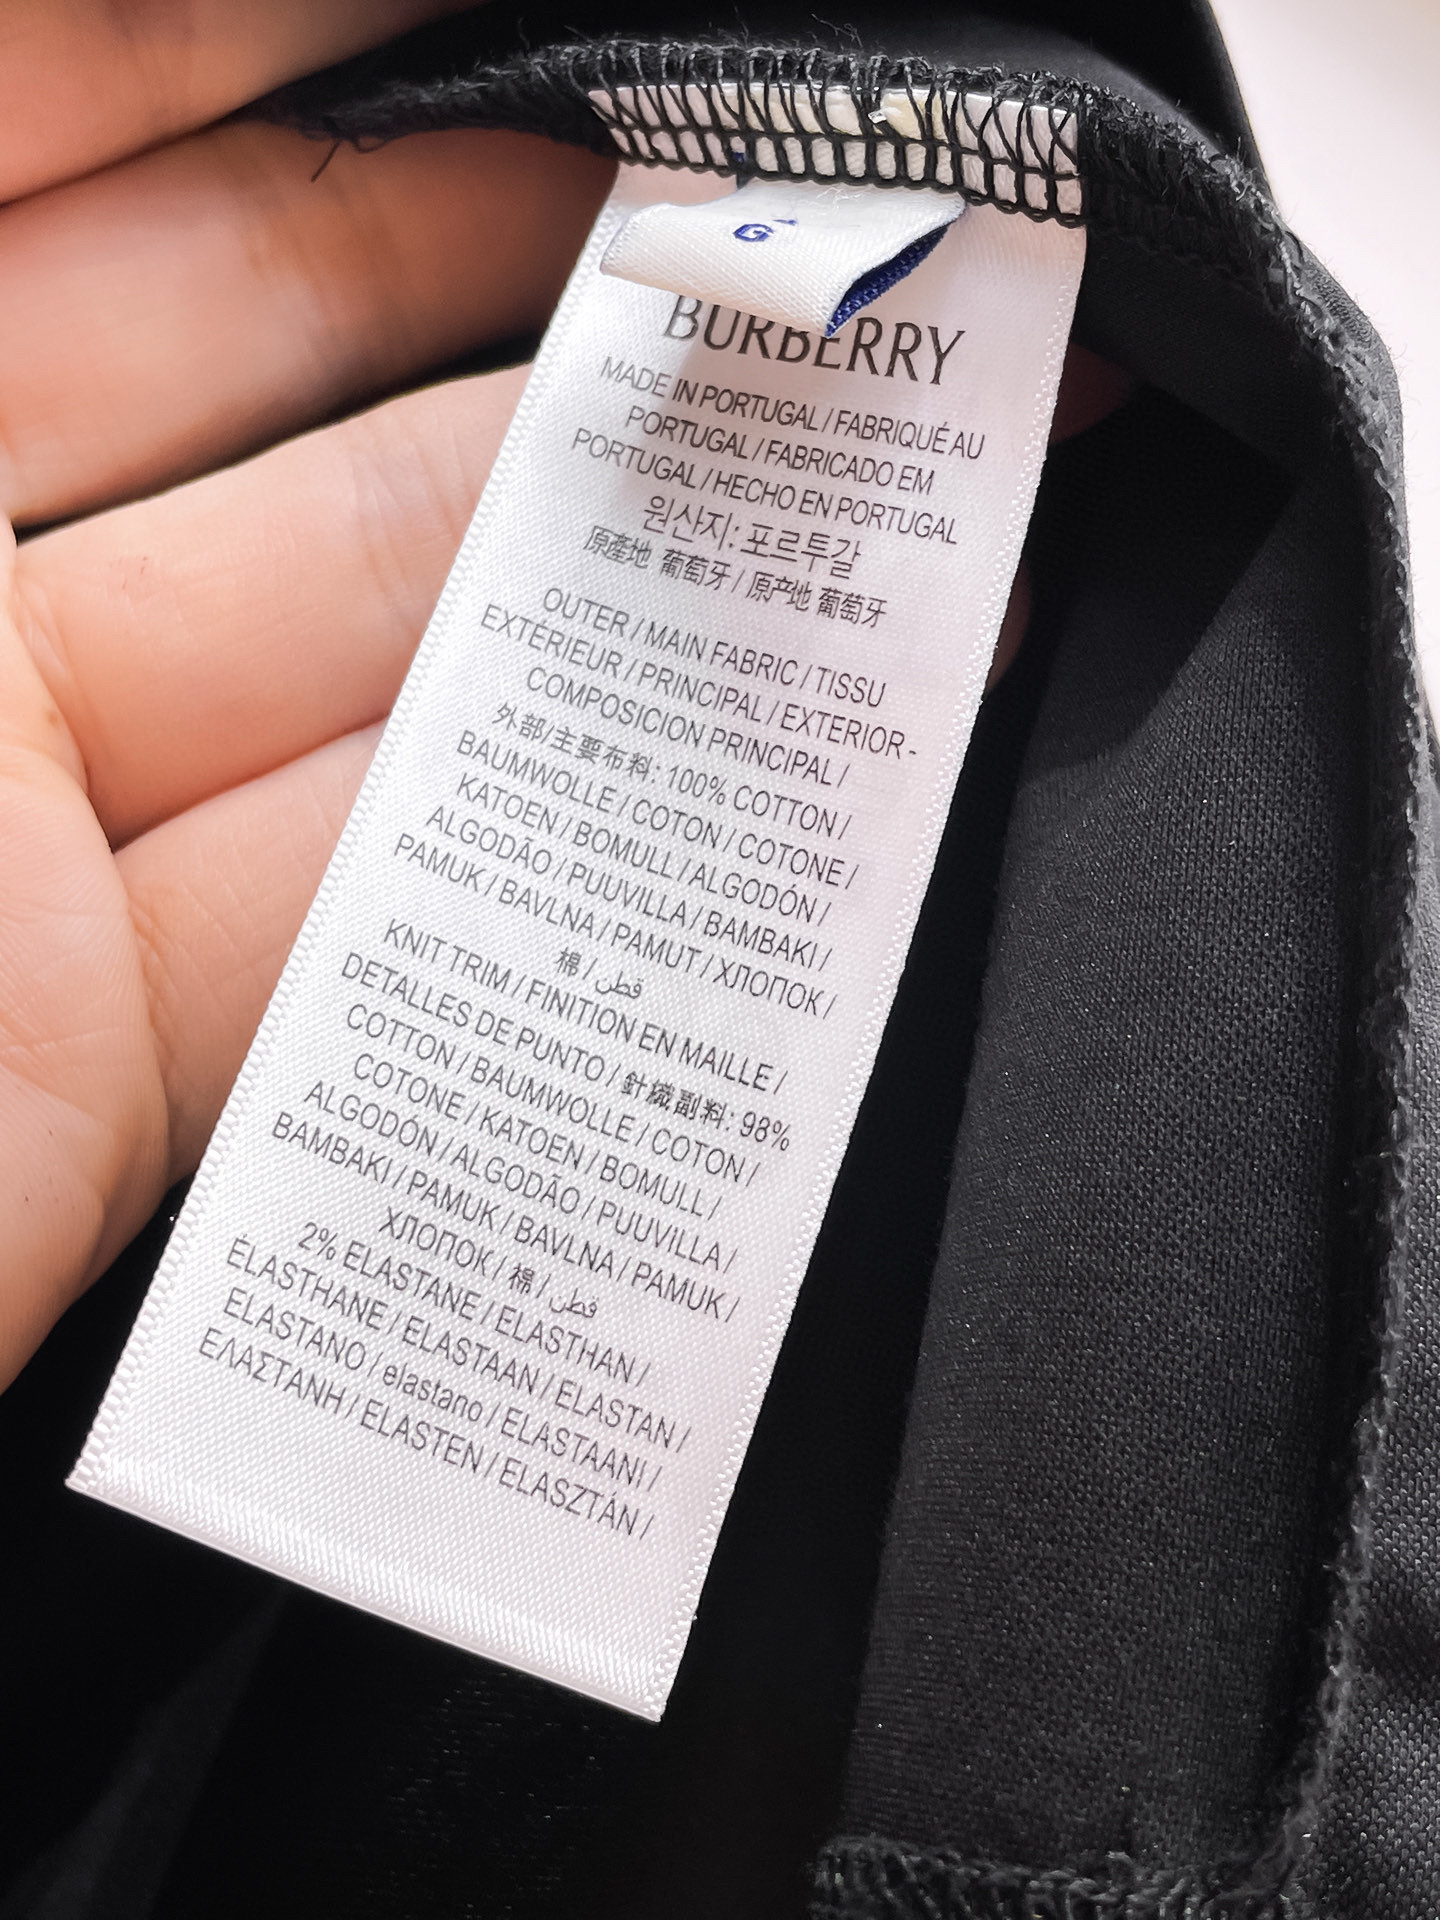 G
BURBERRY
MADE IN PORTUGAL / FABRIQUÉ AU
PORTUGAL / FABRICADO EM
PORTUGAL / HECHO EN PORTUGAL
원산지: 포르투갈
原產地 葡萄牙 / 原产地 葡萄牙
OUTER / MAIN FABRIC / TISSU
EXTÉRIEUR / PRINCIPAL / EXTERIOR-
COMPOSICION PRINCIPAL /
外部/主要布料: 100% COTTON /
BAUMWOLLE / COTON / COTONE /
KATOEN / BOMULL / ALGODÓN /
ALGODÃO / PUUVILLA / BAMBAKI /
PAMUK / BAVLNA / PAMUT / ХЛОПОК /
棉 / قطن
KNIT TRIM / FINITION EN MAILLE /
DETALLES DE PUNTO / 針織副料: 98%
COTTON / BAUMWOLLE / COTON /
COTONE / KATOEN / BOMULL /
ALGODÓN / ALGODÃO / PUUVILLA /
BAMBAKI / PAMUK / BAVLNA / PAMUK /
ХЛОПОК / 棉 / قطن
2% ELASTANE / ELASTHAN /
ÉLASTHANE / ELASTAAN / ELASTAN /
ELASTANO / elastano / ELASTAANI /
ΕΛΑΣΤΑΝΗ / ELASTEN / ELASZTÁN /